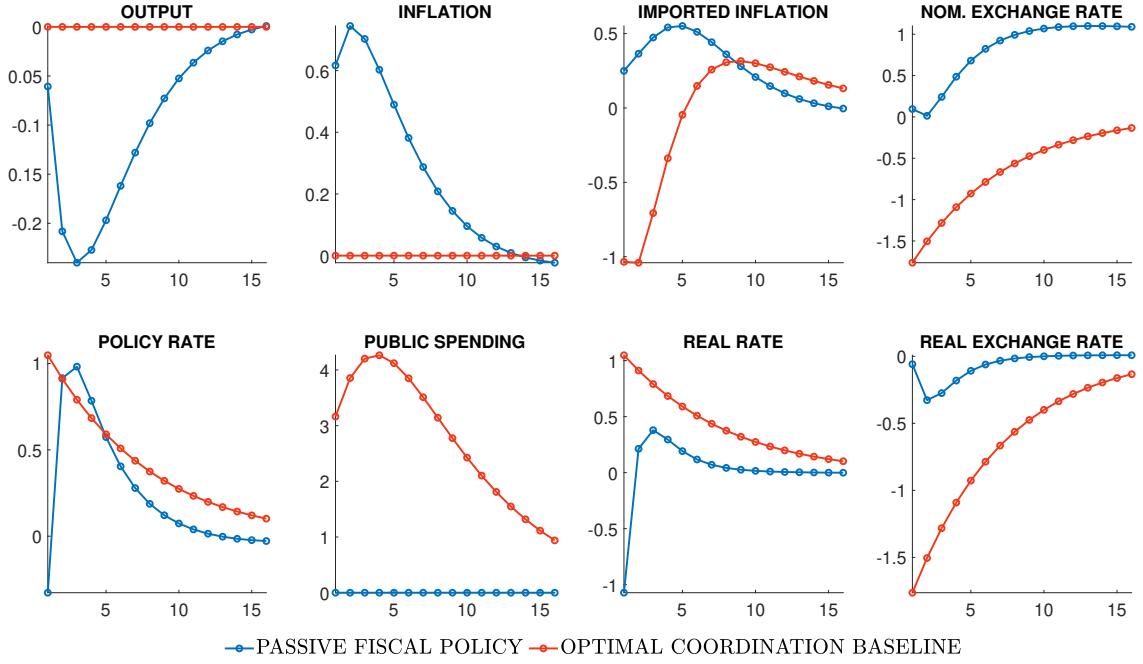 OUTPUT INFLATION IMPORTED INFLATION NOM. EXCHANGE RATE
0 0.05 -0.1 0.15 -0.2
5 10 15
0.6 0.4 0.2 0
5 10 15
0.5 0 -0.5 -1
5 10 15
1 0.5 0 -0.5 -1 -1.5
5 10 15
POLICY RATE PUBLIC SPENDING REAL RATE REAL EXCHANGE RATE
1 0.5 0
5 10 15
4 3 2 1 0
5 10 15
1 0.5 0 -0.5 -1
5 10 15
0 -0.5 -1 -1.5
5 10 15
PASSIVE FISCAL POLICY OPTIMAL COORDINATION BASELINE